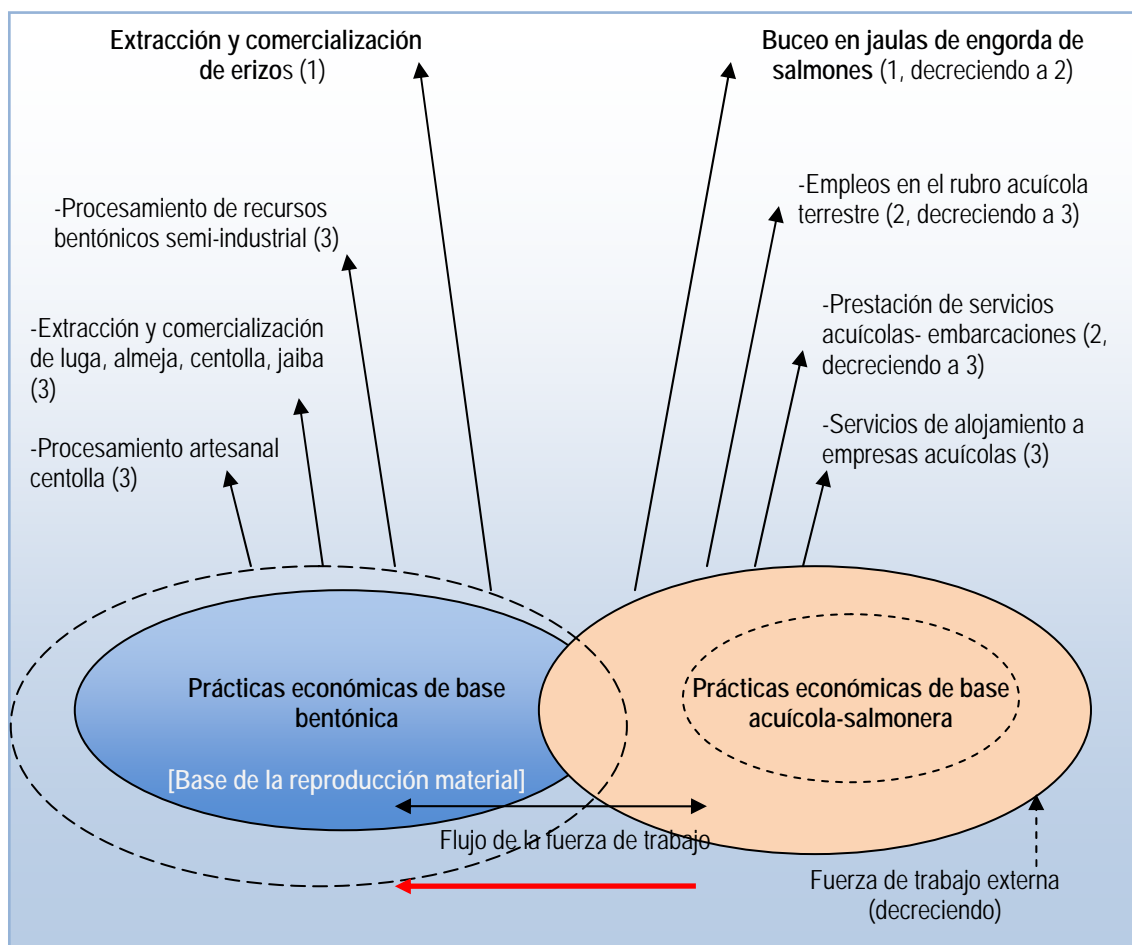 Extracción y comercialización
de erizos (1)
Buceo en jaulas de engorda de
salmones (1, decreciendo a 2)
-Procesamiento de recursos
bentónicos semi-industrial (3)
-Empleos en el rubro acuícola
terrestre (2, decreciendo a 3)
-Extracción y comercialización
de luga, almeja, centolla, jaiba
(3)
-Prestación de servicios
acuícolas- embarcaciones (2,
decreciendo a 3)
-Procesamiento artesanal
centolla (3)
-Servicios de alojamiento a
empresas acuícolas (3)
Prácticas económicas de base
bentónica
[Base de la reproducción material]
Prácticas económicas de base
acuícola-salmonera
Flujo de la fuerza de trabajo
Fuerza de trabajo externa
(decreciendo)